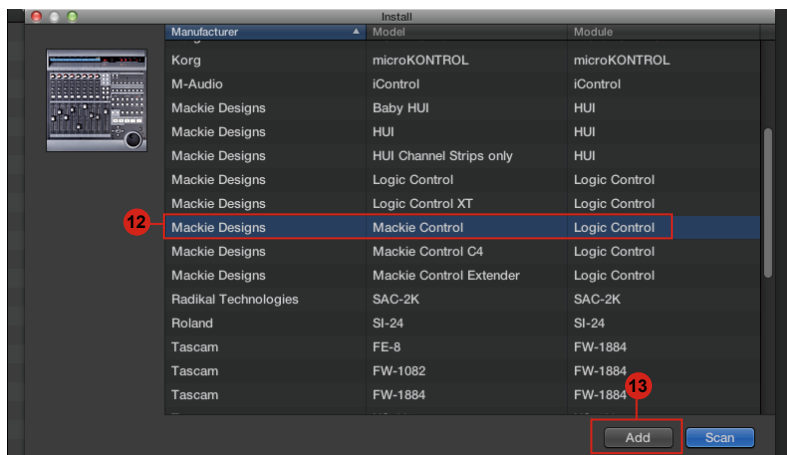 Install
Manufacturer Model Module
Korg microKONTROL microKONTROL
M-Audio iControl iControl
Mackie Designs Baby HUI HUI
Mackie Designs HUI HUI
Mackie Designs HUI Channel Strips only HUI
Mackie Designs Logic Control Logic Control
Mackie Designs Logic Control XT Logic Control
12 Mackie Designs Mackie Control Logic Control
Mackie Designs Mackie Control C4 Logic Control
Mackie Designs Mackie Control Extender Logic Control
Radikal Technologies SAC-2K SAC-2K
Roland SI-24 SI-24
Tascam FE-8 FW-1884
Tascam FW-1082 FW-1884
Tascam FW-1884 FW-1884
13
Add Scan